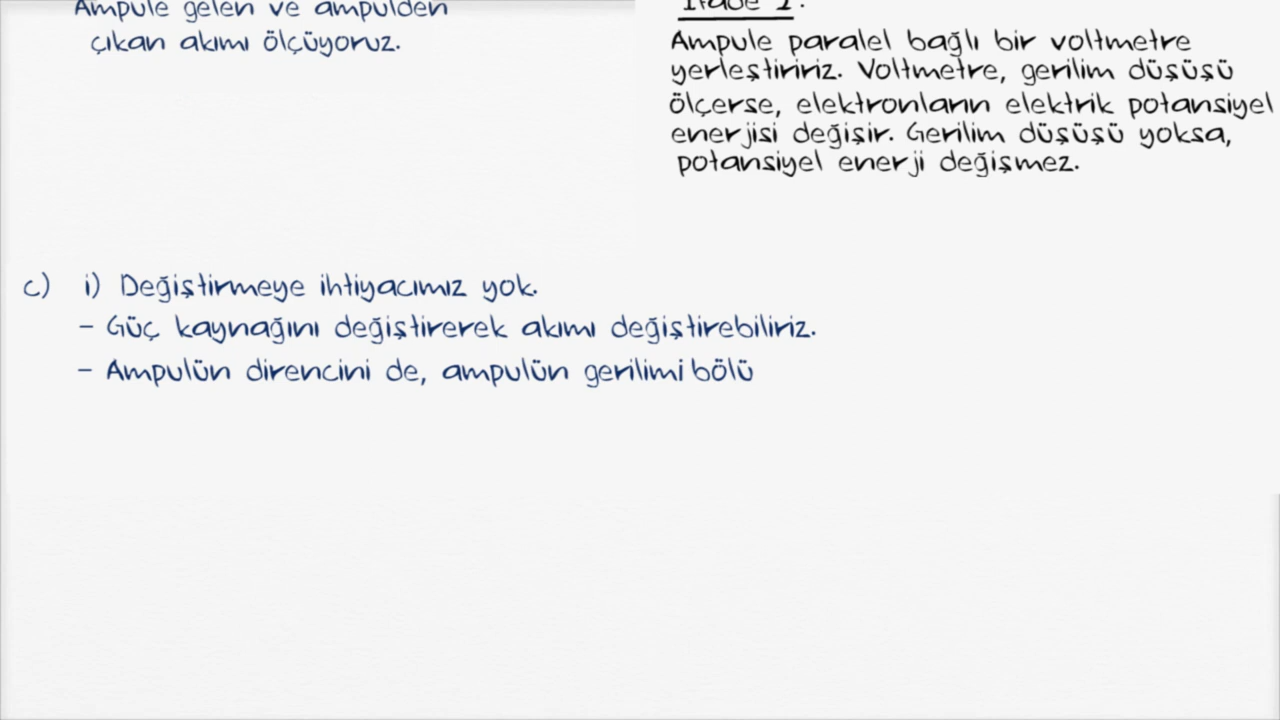 Ampule gelen ve ampulden
çıkan akımı ölçüyoruz.
İfade 2:
Ampule paralel bağlı bir voltmetre
yerleştiririz. Voltmetre, gerilim düşüşü
ölçerse, elektronların elektrik potansiyel
enerjisi değişir. Gerilim düşüşü yoksa,
potansiyel enerji değişmez.
c) i) Değiştirmeye ihtiyacımız yok.
- Güç kaynağını değiştirerek akımı değiştirebiliriz.
- Ampulün direncini de, ampulün gerilimi bölü